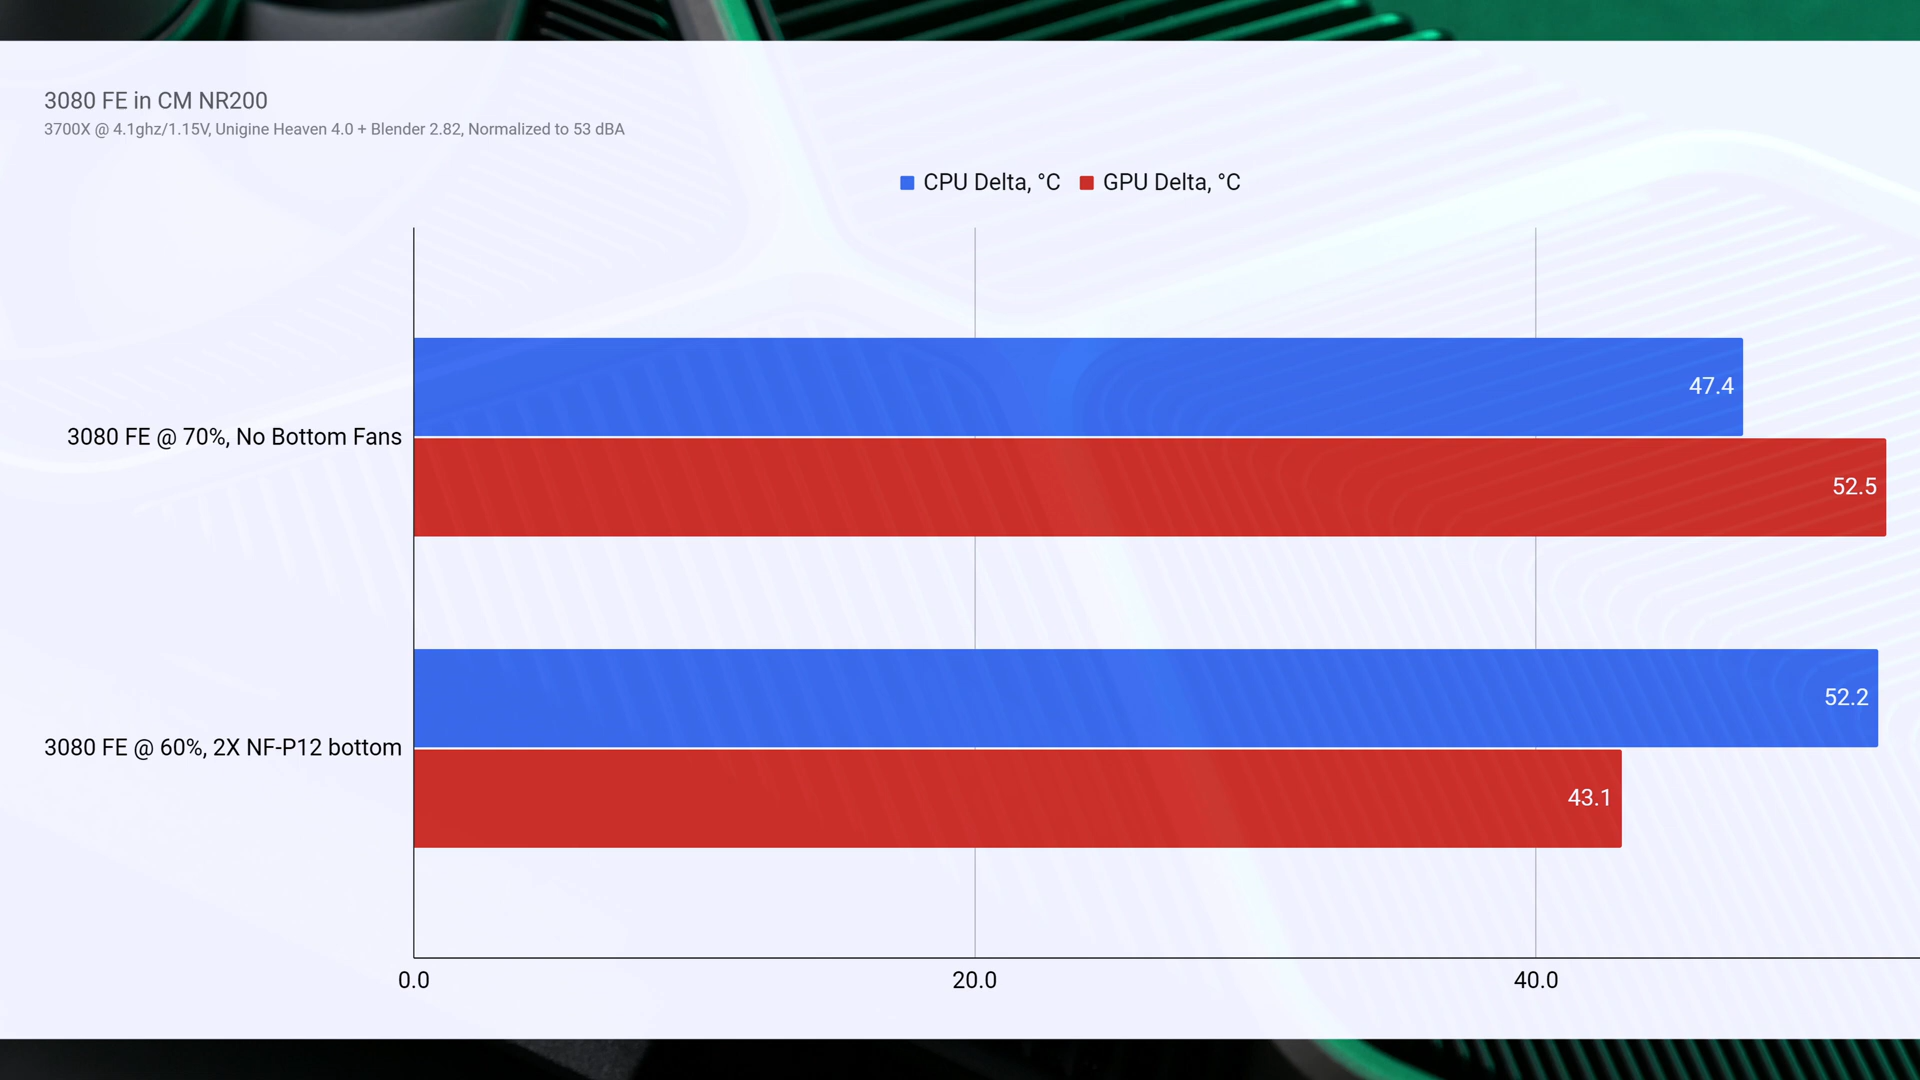 3080 FE in CM NR200
3700X @ 4.1ghz/1.15V, Unigine Heaven 4.0 + Blender 2.82, Normalized to 53 dBA
CPU Delta, °C GPU Delta, °C
47.4
3080 FE @ 70%, No Bottom Fans
52.5
52.2
3080 FE @ 60%, 2X NF-P12 bottom
43.1
0.0 20.0 40.0